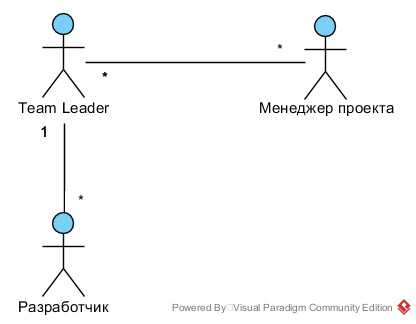 *
*
Team Leader
Менеджер проекта
1
*
Разработчик
Powered By Visual Paradigm Community Edition